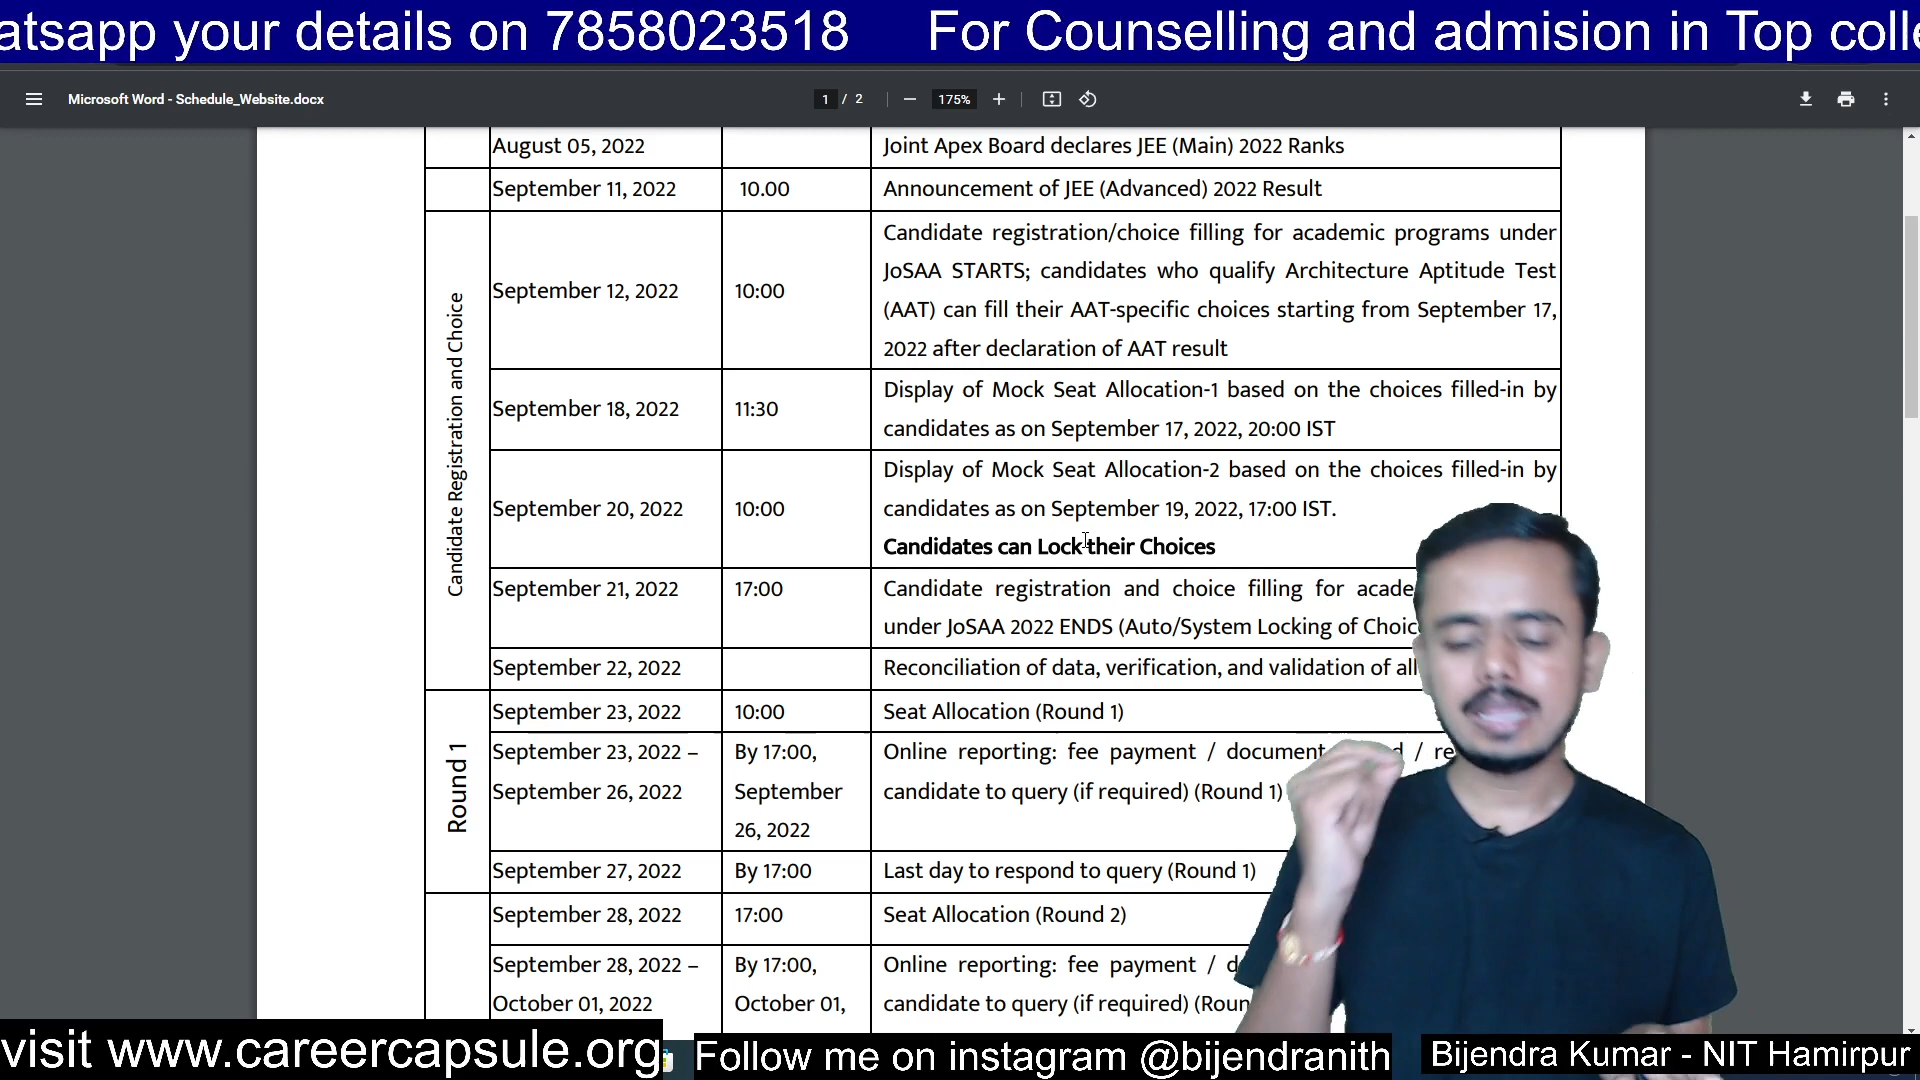 atsapp your details on 7858023518 For Counselling and admision in Top colle
Microsoft Word - Schedule_Website.docx
1 / 2
175%
August 05, 2022 Joint Apex Board declares JEE (Main) 2022 Ranks
September 11, 2022 10.00 Announcement of JEE (Advanced) 2022 Result
Candidate Registration and Choice
September 12, 2022 10:00
Candidate registration/choice filling for academic programs under
JoSAA STARTS; candidates who qualify Architecture Aptitude Test
(AAT) can fill their AAT-specific choices starting from September 17,
2022 after declaration of AAT result
September 18, 2022 11:30
Display of Mock Seat Allocation-1 based on the choices filled-in by
candidates as on September 17, 2022, 20:00 IST
September 20, 2022 10:00
Display of Mock Seat Allocation-2 based on the choices filled-in by
candidates as on September 19, 2022, 17:00 IST.
Candidates can Lock their Choices
September 21, 2022 17:00 Candidate registration and choice filling for acade
under JoSAA 2022 ENDS (Auto/System Locking of Choic
September 22, 2022 Reconciliation of data, verification, and validation of all
Round 1
September 23, 2022 10:00 Seat Allocation (Round 1)
September 23, 2022 – By 17:00, Online reporting: fee payment / document / re
September 26, 2022 September candidate to query (if required) (Round 1)
26, 2022
September 27, 2022 By 17:00 Last day to respond to query (Round 1)
September 28, 2022 17:00 Seat Allocation (Round 2)
September 28, 2022 – By 17:00, Online reporting: fee payment / d
October 01, 2022 October 01, candidate to query (if required) (Roun
visit www.careercapsule.org
Follow me on instagram @bijendranith
Bijendra Kumar - NIT Hamirpur